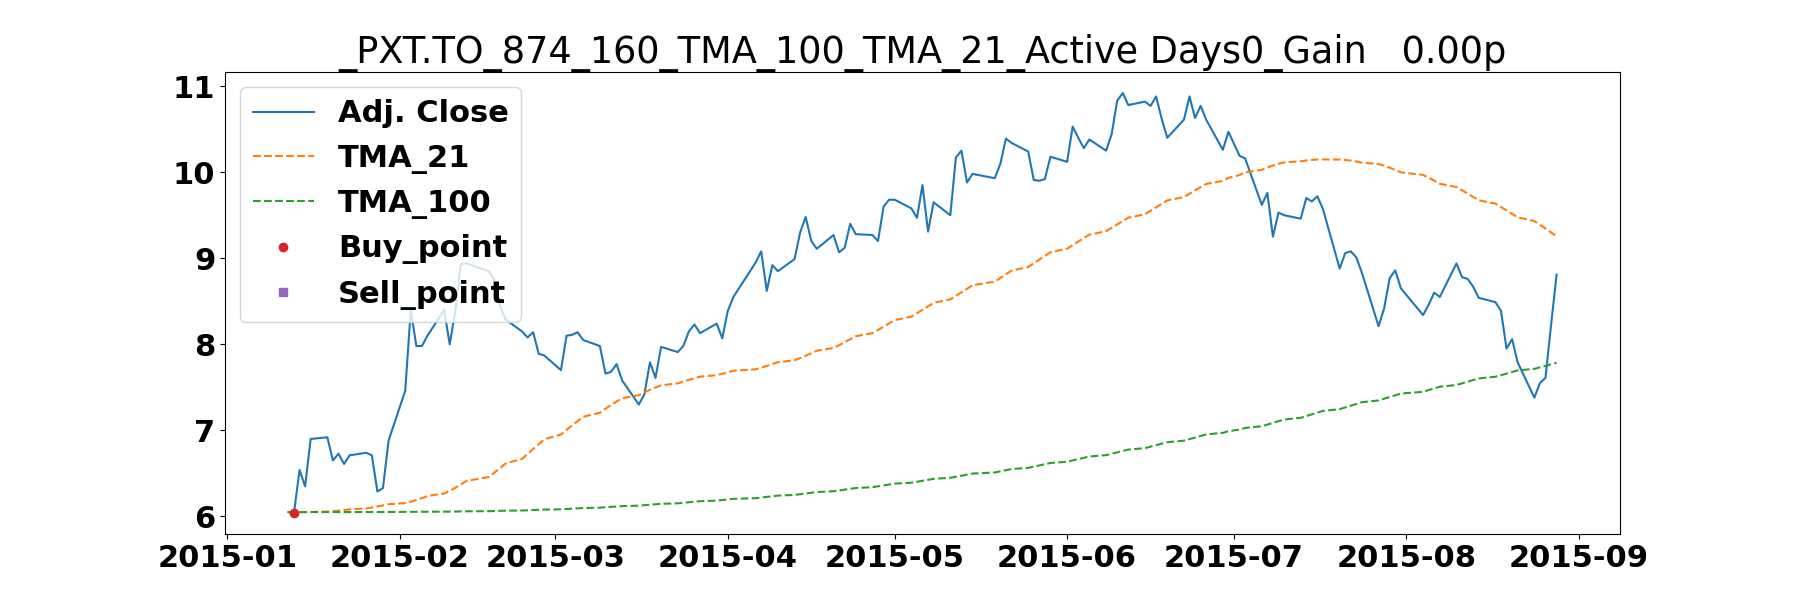 _PXT.TO_874_160_TMA_100_TMA_21_Active Days0_Gain   0.00p
11
10
9
8
7
6
Adj. Close
TMA_21
TMA_100
Buy_point
Sell_point
2015-01 2015-02 2015-03 2015-04 2015-05 2015-06 2015-07 2015-08 2015-09